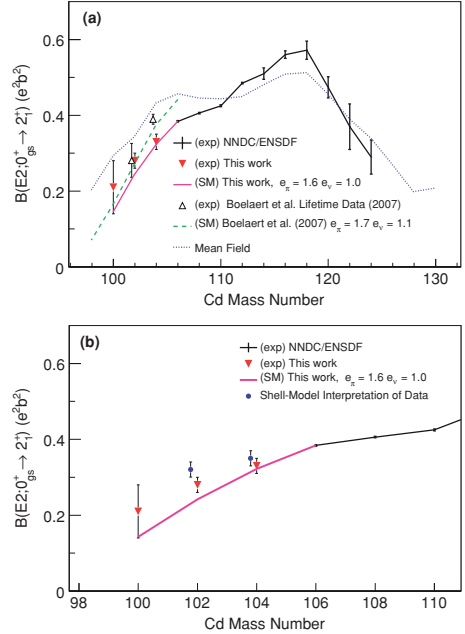 (a)
0.6
0.4
0.2
0
B(E2;0⁺gs → 2⁺1) (e²b²)
(exp) NNDC/ENSDF
(exp) This work
(SM) This work, eπ = 1.6 eν = 1.0
(exp) Boelaert et al. Lifetime Data (2007)
(SM) Boelaert et al. (2007) eπ = 1.7 eν = 1.1
Mean Field
100 110 120 130
Cd Mass Number
(b)
0.6
0.4
0.2
0
B(E2;0⁺gs → 2⁺1) (e²b²)
(exp) NNDC/ENSDF
(exp) This work
(SM) This work, eπ = 1.6 eν = 1.0
Shell-Model Interpretation of Data
98 100 102 104 106 108 110
Cd Mass Number